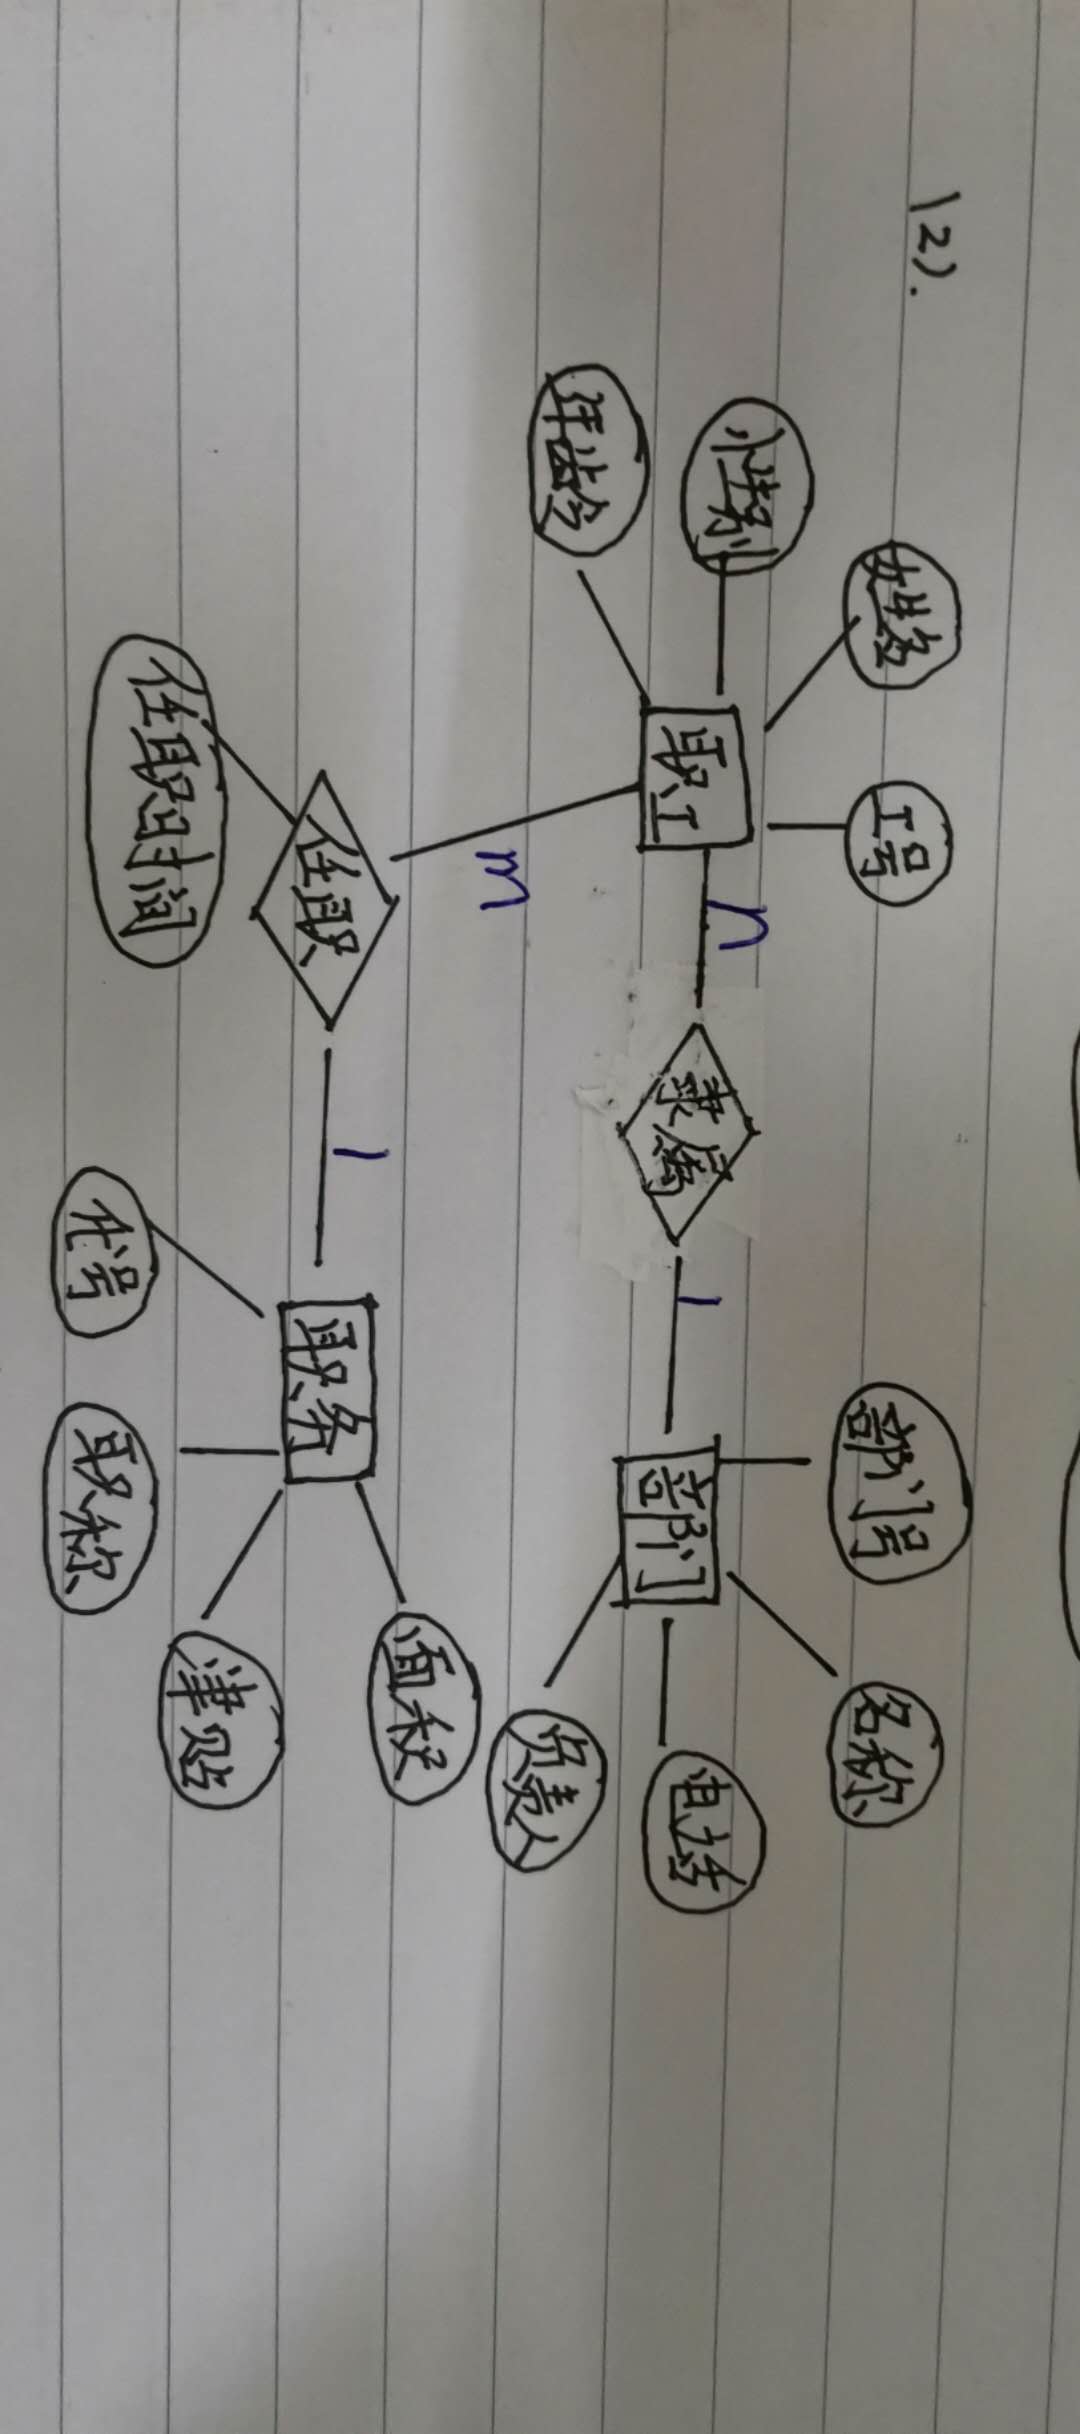 12).
姓名
工号
部门号
名称
性别
n
职工
隶属
1
部门
电话
年龄
负责人
m
面积
任职
1
职务
津贴
任职时间
代号
职称